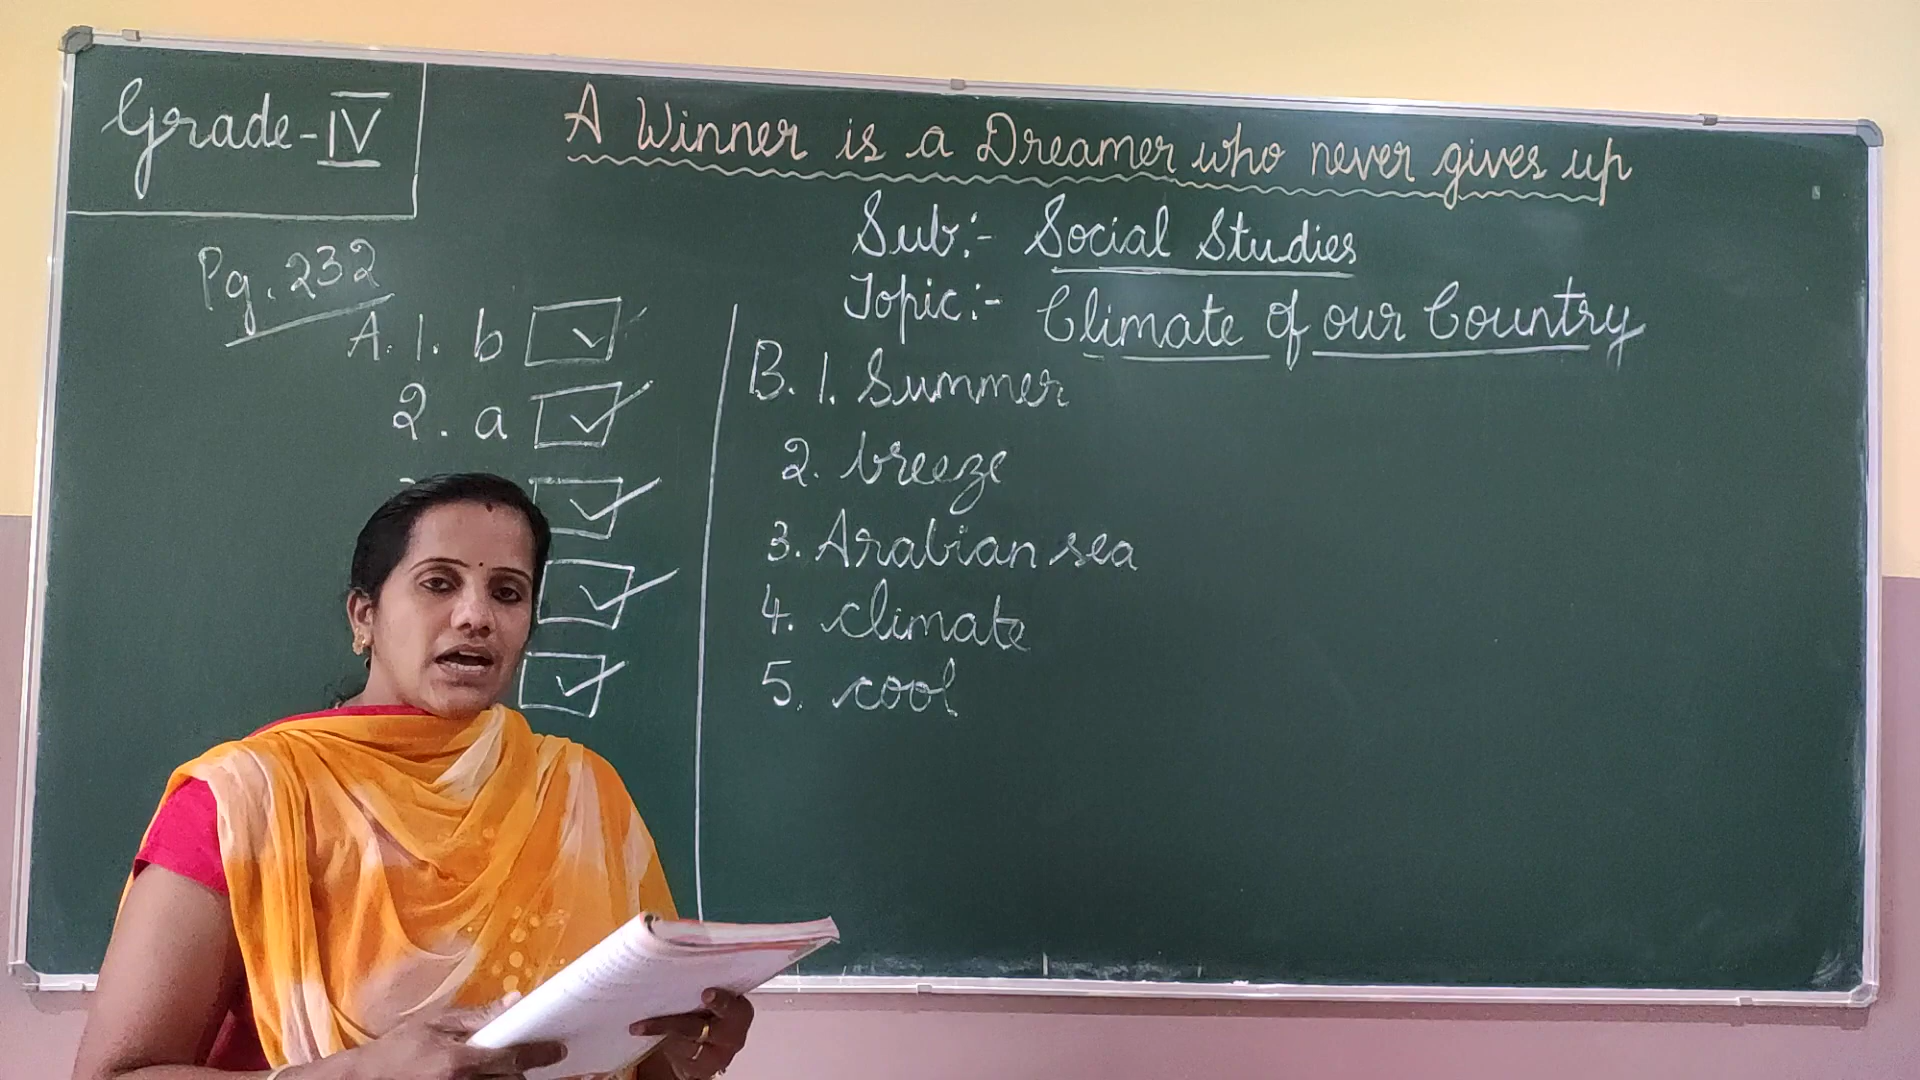 Grade-IV
A Winner is a Dreamer who never gives up
Sub:- Social Studies
Topic:- Climate of our Country
Pg. 232
A. 1. b
2. a
B. 1. Summer
2. breeze
3. Arabian sea
4. climate
5. cool